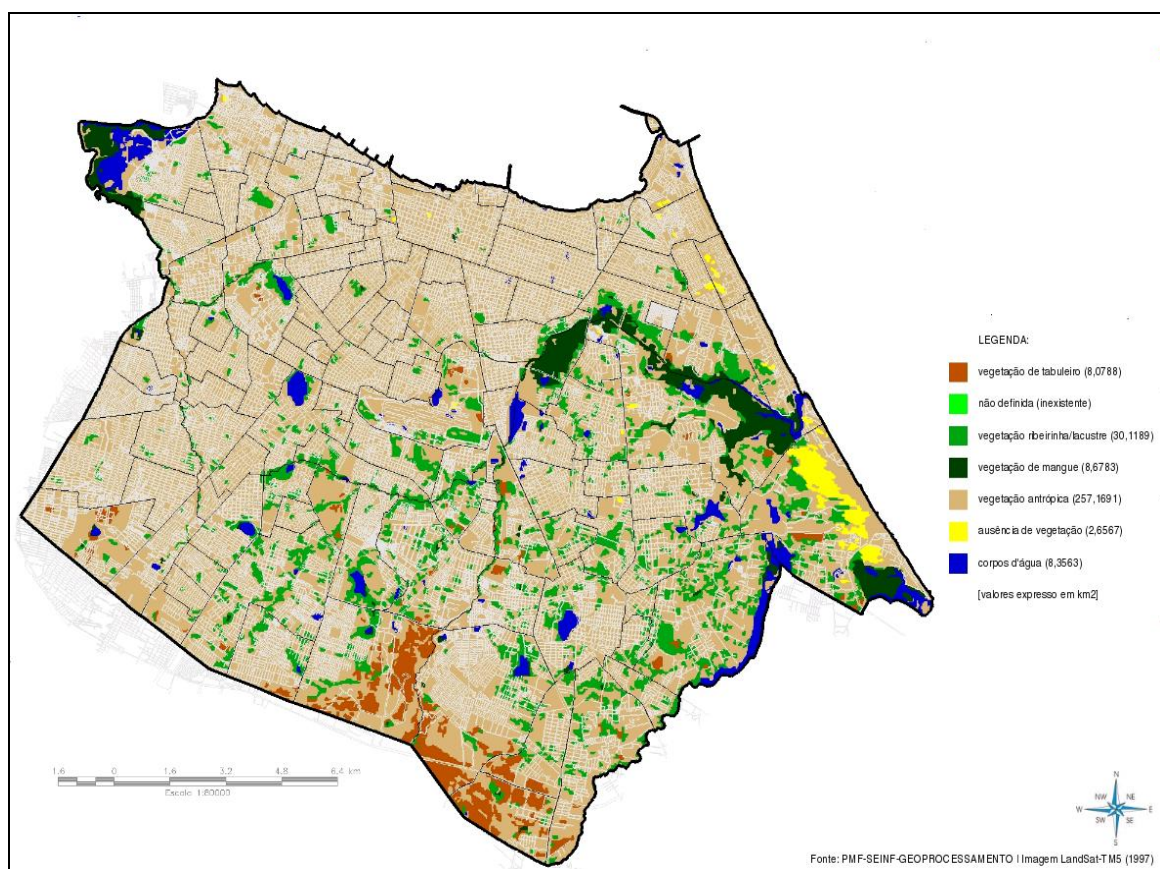 LEGENDA:
vegetação de tabuleiro (8,0788)
não definida (inexistente)
vegetação ribeirinha/lacustre (30,1189)
vegetação de mangue (8,6783)
vegetação antrópica (257,1691)
ausência de vegetação (2,6567)
corpos d'água (8,3563)
[valores expresso em km2]
1.6 0 1.6 3.2 4.8 6.4 km
Escala 1:80000
N
NW NE
W E
SW SE
S
Fonte: PMF-SEINF-GEOPROCESSAMENTO | Imagem LandSat-TM5 (1997)